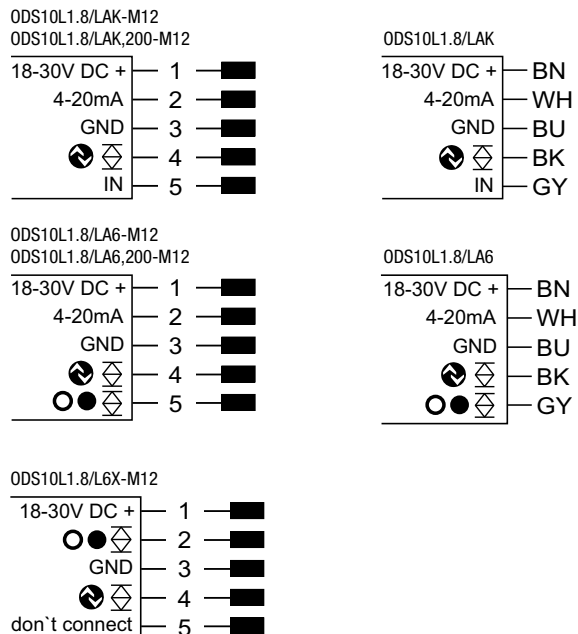 ODS10L1.8/LAK-M12
ODS10L1.8/LAK,200-M12
18-30V DC + 1
4-20mA 2
GND 3
4
IN 5
ODS10L1.8/LAK
18-30V DC + BN
4-20mA WH
GND BU
BK
IN GY
ODS10L1.8/LA6-M12
ODS10L1.8/LA6,200-M12
18-30V DC + 1
4-20mA 2
GND 3
4
5
ODS10L1.8/LA6
18-30V DC + BN
4-20mA WH
GND BU
BK
GY
ODS10L1.8/L6X-M12
18-30V DC + 1
2
GND 3
4
don`t connect 5